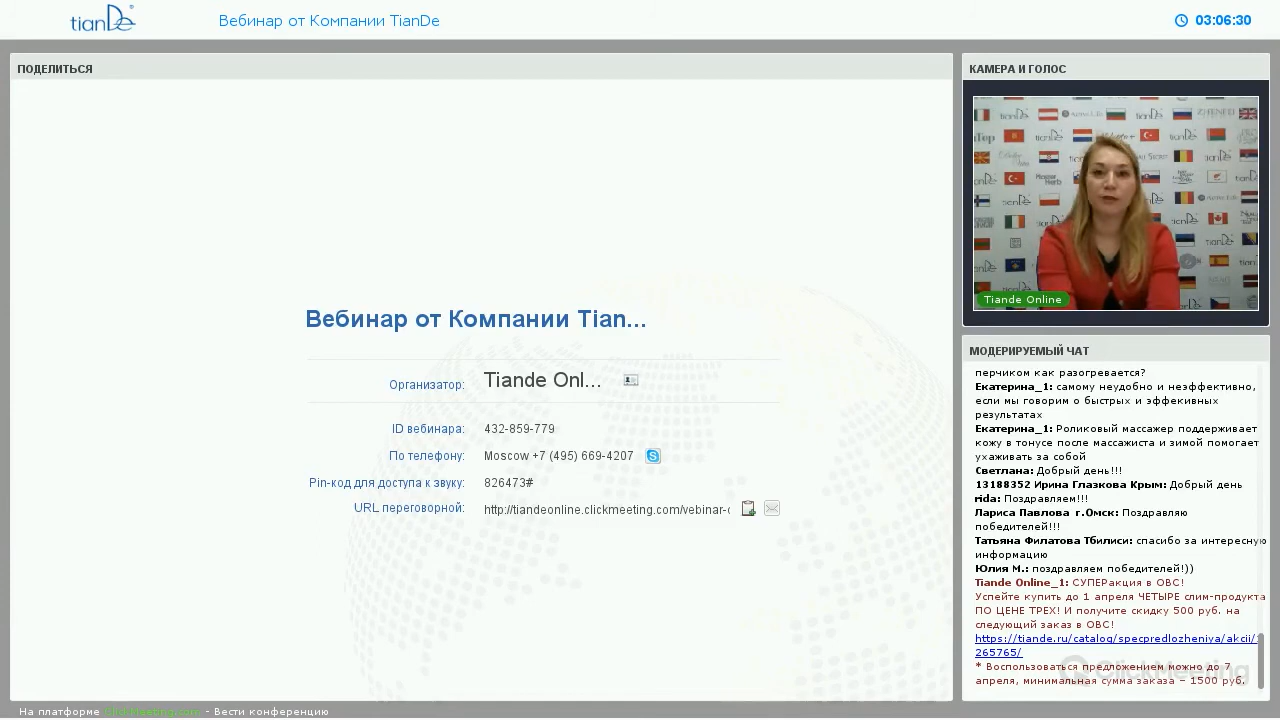 tianDe
Вебинар от Компании TianDe
03:06:30
ПОДЕЛИТЬСЯ
Вебинар от Компании Tian...
Организатор: Tiande Onl...
ID вебинара: 432-859-779
По телефону: Moscow +7 (495) 669-4207
Pin-код для доступа к звуку: 826473#
URL переговорной: http://tiandeonline.clickmeeting.com/vebinar-
КАМЕРА И ГОЛОС
Tiande Online
МОДЕРИРУЕМЫЙ ЧАТ
перчиком как разогревается?
Екатерина_1: самому неудобно и неэффективно,
если мы говорим о быстрых и эффекивных
результатах
Екатерина_1: Роликовый массажер поддерживает
кожу в тонусе после массажиста и зимой помогает
ухаживать за собой
Светлана: Добрый день!!!
13188352 Ирина Глазкова Крым: Добрый день
rida: Поздравляем!!!
Лариса Павлова г.Омск: Поздравляю
победителей!!!
Татьяна Филатова Тбилиси: спасибо за интересную
информацию
Юлия М.: поздравляем победителей!))
Tiande Online_1: СУПЕРакция в ОВС!
Успейте купить до 1 апреля ЧЕТЫРЕ слим-продукта
ПО ЦЕНЕ ТРЕХ! И получите скидку 500 руб. на
следующий заказ в ОВС!
https://tiande.ru/catalog/specpredlozheniya/akcii/
265765/
* Воспользоваться предложением можно до 7
апреля, минимальная сумма заказа – 1500 руб.
ClickMeeting
На платформе ClickMeeting.com - Вести конференцию